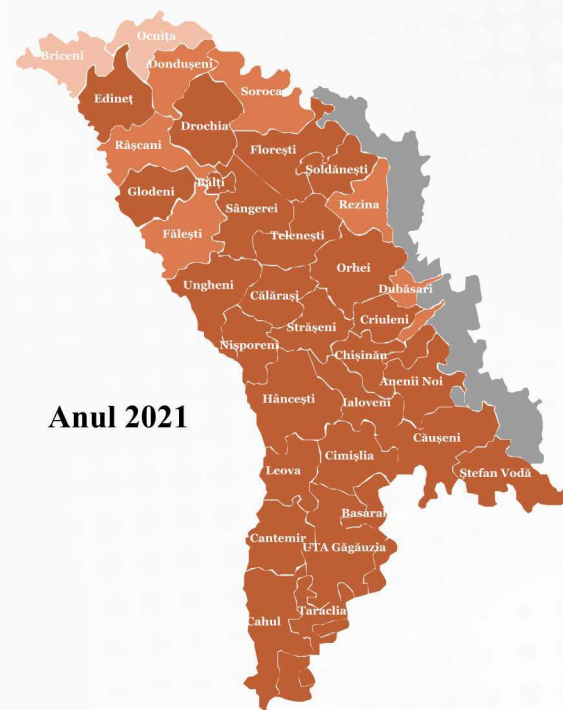 Ocnița
Briceni
Dondușeni
Edineț
Soroca
Drochia
Râșcani
Florești
Șoldănești
Glodeni
Bălți
Sângerei
Rezina
Fălești
Telenești
Orhei
Ungheni
Dubăsari
Călărași
Criuleni
Strășeni
Nișporeni
Chișinău
Anenii Noi
Hâncești
Ialoveni
Anul 2021
Căușeni
Cimișlia
Leova
Ștefan Vodă
Basarab
Cantemir
UTA Găgăuzia
Taraclia
Cahul